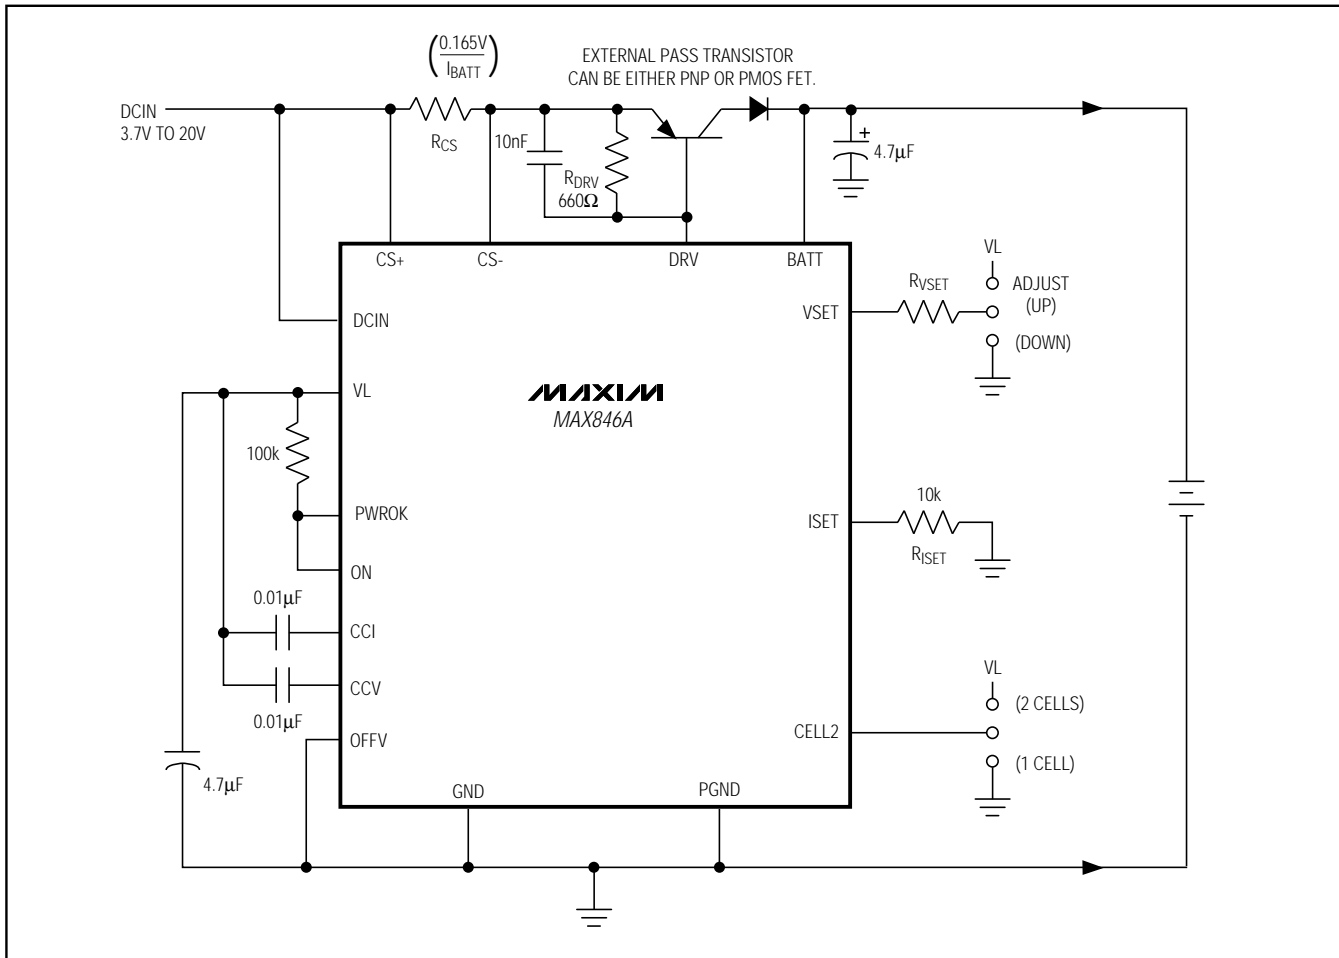 (0.165V
IBATT)
EXTERNAL PASS TRANSISTOR
CAN BE EITHER PNP OR PMOS FET.
DCIN
3.7V TO 20V
RCS
10nF
RDRV
660Ω
+
4.7μF
CS+
CS-
DRV
BATT
VL
RVSET
ADJUST
(UP)
VSET
(DOWN)
DCIN
VL
MAXIM
MAX846A
100k
10k
PWROK
ISET
RISET
ON
0.01μF
CCI
VL
CCV
(2 CELLS)
0.01μF
CELL2
OFFV
(1 CELL)
4.7μF
GND
PGND